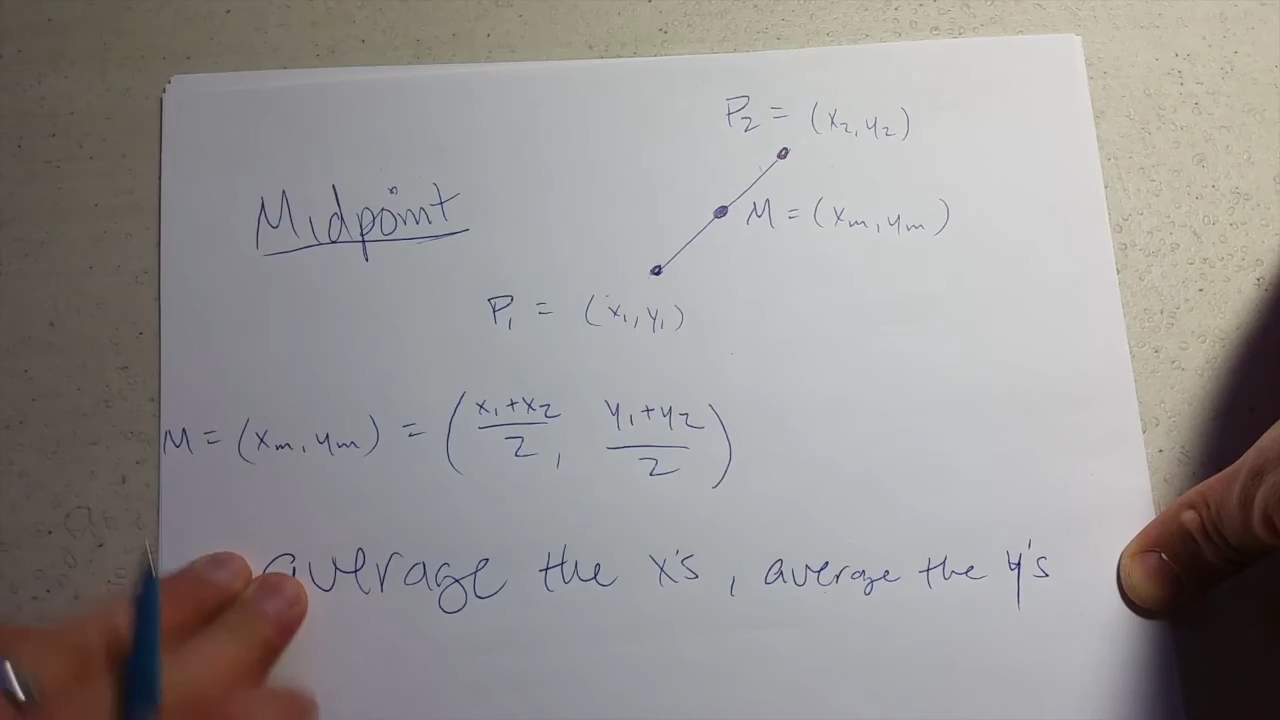 P₂ = (x₂, y₂)
Midpoint
M = (xₘ, yₘ)
P₁ = (x₁, y₁)
M = (xₘ, yₘ) = ( x₁+x₂ / 2 , y₁+y₂ / 2 )
average the x's, average the y's